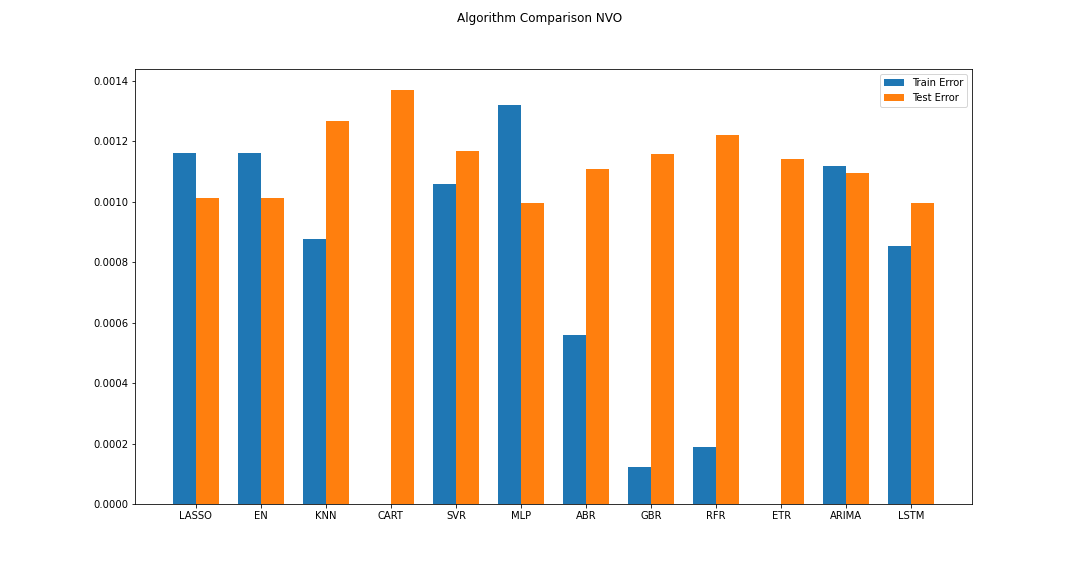 Algorithm Comparison NVO
Train Error
Test Error
0.0014
0.0012
0.0010
0.0008
0.0006
0.0004
0.0002
0.0000
LASSO EN KNN CART SVR MLP ABR GBR RFR ETR ARIMA LSTM